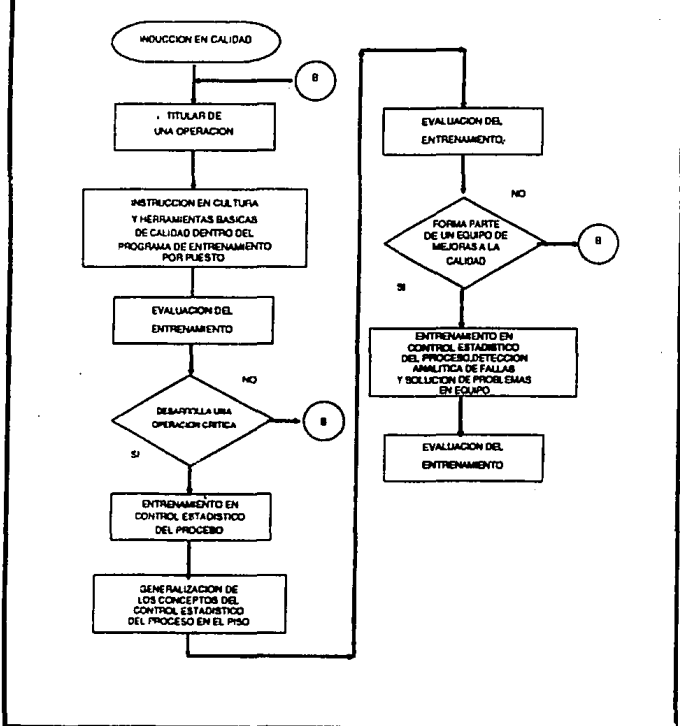 INDUCCION EN CALIDAD
B
TITULAR DE
UNA OPERACION
INSTRUCCION EN CULTURA
Y HERRAMIENTAS BASICAS
DE CALIDAD DENTRO DEL
PROGRAMA DE ENTRENAMIENTO
POR PUESTO
EVALUACION DEL
ENTRENAMIENTO
NO
DESARROLLA UNA
OPERACION CRITICA
B
SI
ENTRENAMIENTO EN
CONTROL ESTADISTICO
DEL PROCESO
GENERALIZACION DE
LOS CONCEPTOS DEL
CONTROL ESTADISTICO
DEL PROCESO EN EL PISO
EVALUACION DEL
ENTRENAMIENTO
NO
FORMA PARTE
DE UN EQUIPO DE
MEJORAS A LA
CALIDAD
B
SI
ENTRENAMIENTO EN
CONTROL ESTADISTICO
DEL PROCESO,DETECCION
ANALITICA DE FALLAS
Y SOLUCION DE PROBLEMAS
EN EQUIPO
EVALUACION DEL
ENTRENAMIENTO